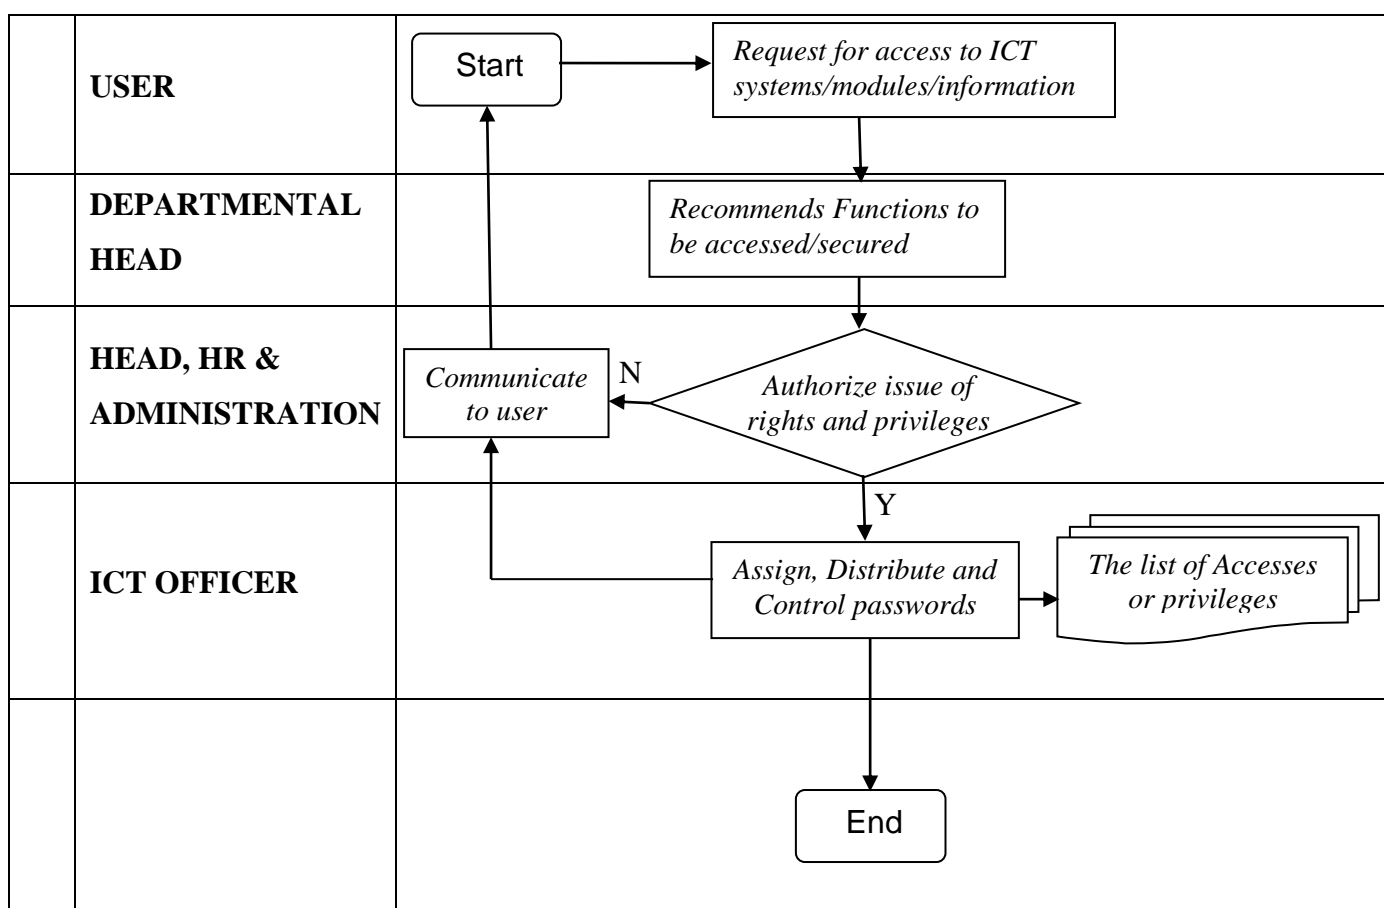 USER
Start
Request for access to ICT
systems/modules/information
DEPARTMENTAL
HEAD
Recommends Functions to
be accessed/secured
HEAD, HR &
ADMINISTRATION
Communicate
to user
N
Authorize issue of
rights and privileges
Y
ICT OFFICER
Assign, Distribute and
Control passwords
The list of Accesses
or privileges
End